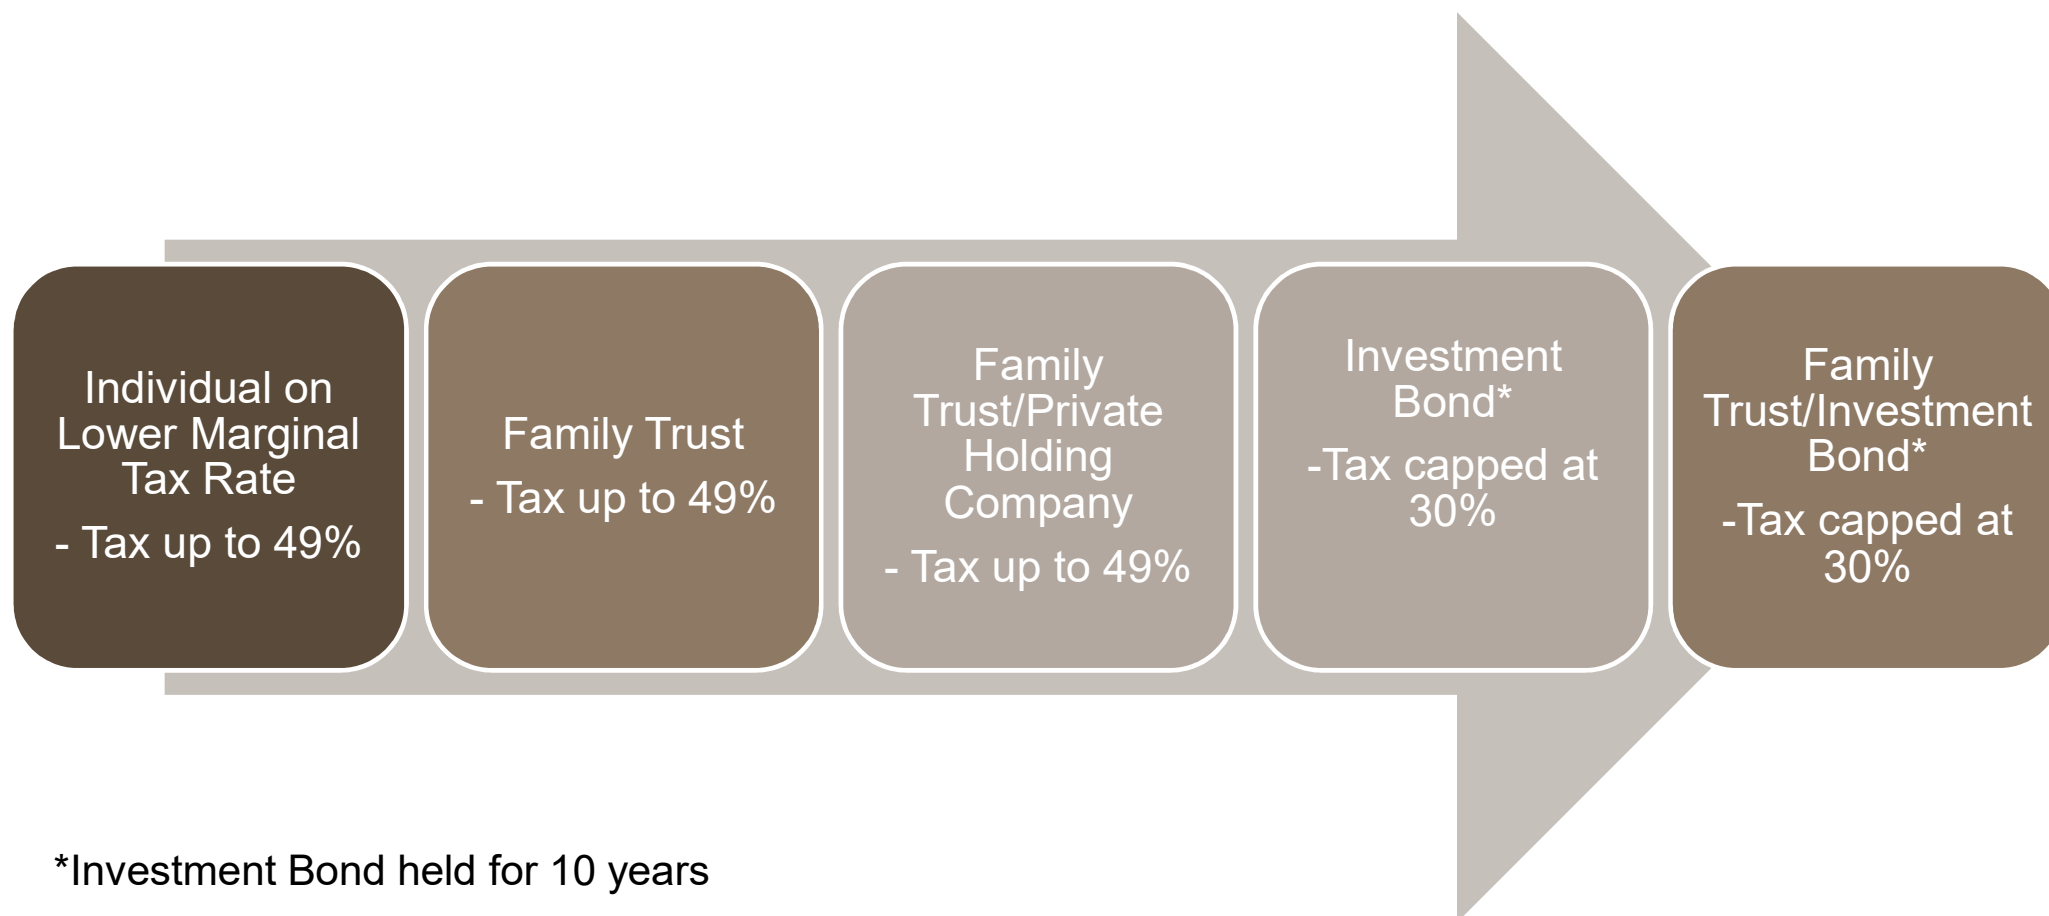 Individual on
Lower Marginal
Tax Rate
- Tax up to 49%
Family Trust
- Tax up to 49%
Family
Trust/Private
Holding
Company
- Tax up to 49%
Investment
Bond*
-Tax capped at
30%
Family
Trust/Investment
Bond*
-Tax capped at
30%
*Investment Bond held for 10 years